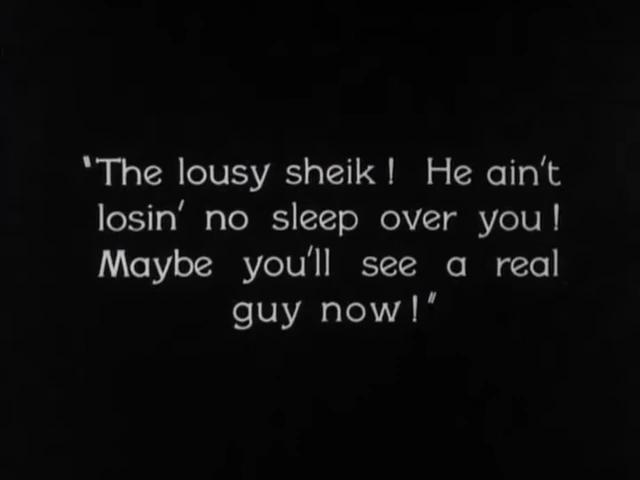 "The lousy sheik! He ain't
losin' no sleep over you!
Maybe you'll see a real
guy now!"